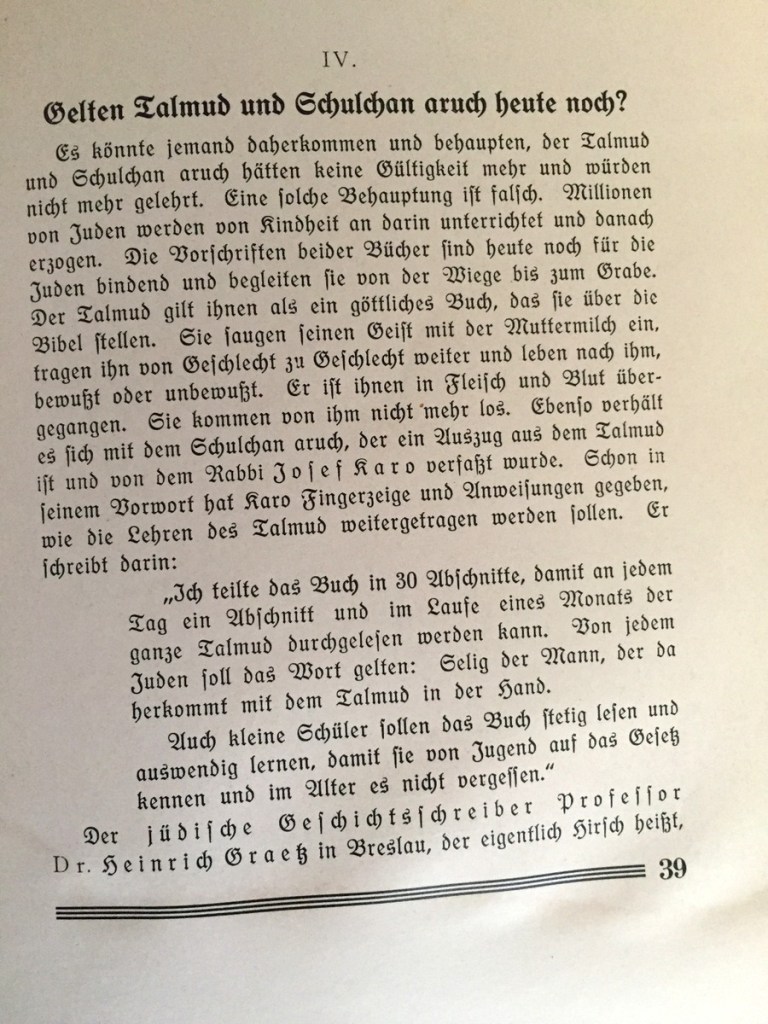 IV.
Gelten Talmud und Schulchan aruch heute noch?
Es könnte jemand daherkommen und behaupten, der Talmud
und Schulchan aruch hätten keine Gültigkeit mehr und würden
nicht mehr gelehrt. Eine solche Behauptung ist falsch. Millionen
von Juden werden von Kindheit an darin unterrichtet und danach
erzogen. Die Vorschriften beider Bücher sind heute noch für die
Juden bindend und begleiten sie von der Wiege bis zum Grabe.
Der Talmud gilt ihnen als ein göttliches Buch, das sie über die
Bibel stellen. Sie saugen seinen Geist mit der Muttermilch ein,
tragen ihn von Geschlecht zu Geschlecht weiter und leben nach ihm,
bewußt oder unbewußt. Er ist ihnen in Fleisch und Blut über-
gegangen. Sie kommen von ihm nicht mehr los. Ebenso verhält
es sich mit dem Schulchan aruch, der ein Auszug aus dem Talmud
ist und von dem Rabbi Josef Karo verfaßt wurde. Schon in
seinem Vorwort hat Karo Fingerzeige und Anweisungen gegeben,
wie die Lehren des Talmud weitergetragen werden sollen. Er
schreibt darin:
„Ich teilte das Buch in 30 Abschnitte, damit an jedem
Tag ein Abschnitt und im Laufe eines Monats der
ganze Talmud durchgelesen werden kann. Von jedem
Juden soll das Wort gelten: Selig der Mann, der da
herkommt mit dem Talmud in der Hand.
Auch kleine Schüler sollen das Buch stetig lesen und
auswendig lernen, damit sie von Jugend auf das Gesetz
kennen und im Alter es nicht vergessen.“
Der jüdische Geschichtsschreiber Professor
Dr. Heinrich Graetz in Breslau, der eigentlich Hirsch heißt,
39